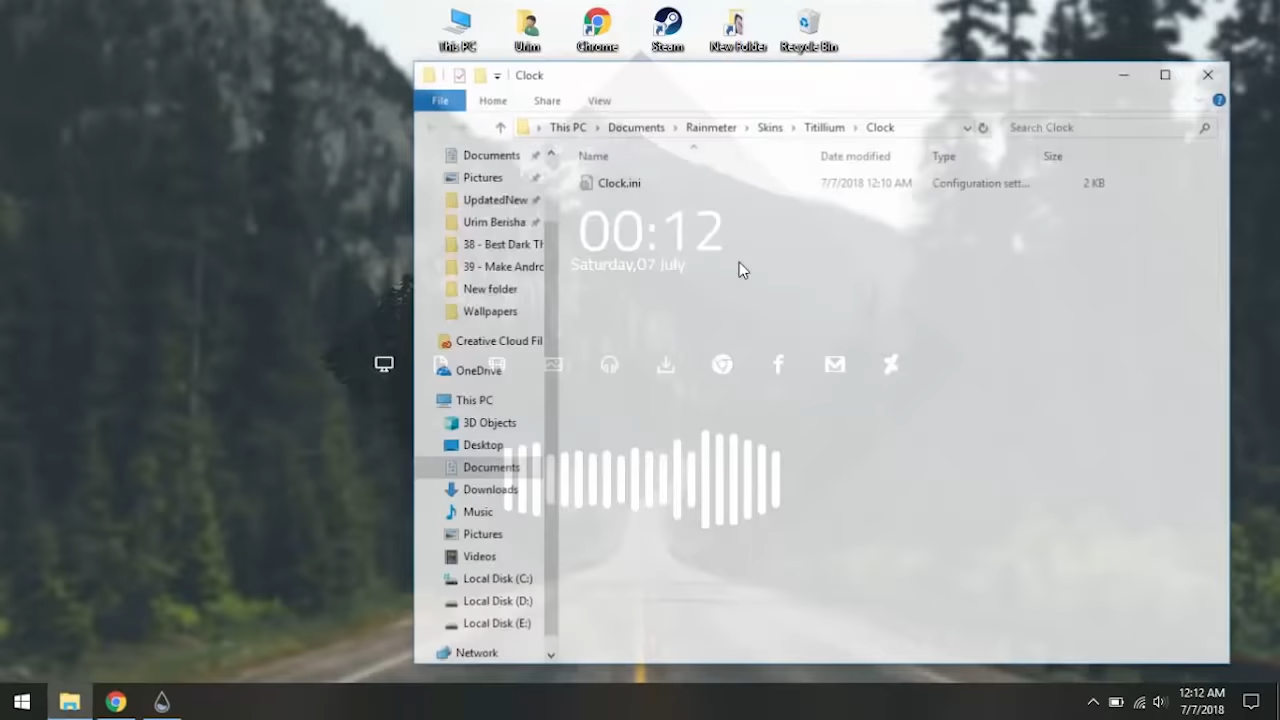 This PC
Urim
Chrome
Steam
New Folder
Recycle Bin
Clock
File
Home
Share
View
This PC › Documents › Rainmeter › Skins › Titillium › Clock
Search Clock
Name
Date modified
Type
Size
Clock.ini
7/7/2018 12:10 AM
Configuration sett...
2 KB
Documents
Pictures
UpdatedNew
Urim Berisha
38 - Best Dark Th
39 - Make Andrc
New folder
Wallpapers
Creative Cloud Fil
OneDrive
This PC
3D Objects
Desktop
Documents
Downloads
Music
Pictures
Videos
Local Disk (C:)
Local Disk (D:)
Local Disk (E:)
Network
00:12
Saturday,07 July
12:12 AM
7/7/2018